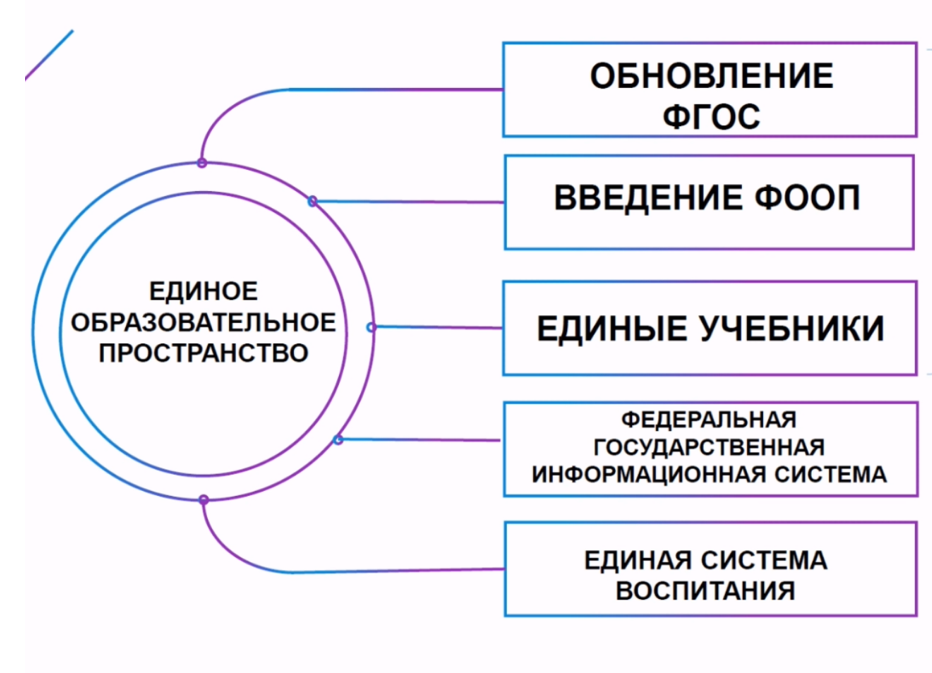 ОБНОВЛЕНИЕ
ФГОС
ВВЕДЕНИЕ ФООП
ЕДИНОЕ
ОБРАЗОВАТЕЛЬНОЕ
ПРОСТРАНСТВО
ЕДИНЫЕ УЧЕБНИКИ
ФЕДЕРАЛЬНАЯ
ГОСУДАРСТВЕННАЯ
ИНФОРМАЦИОННАЯ СИСТЕМА
ЕДИНАЯ СИСТЕМА
ВОСПИТАНИЯ